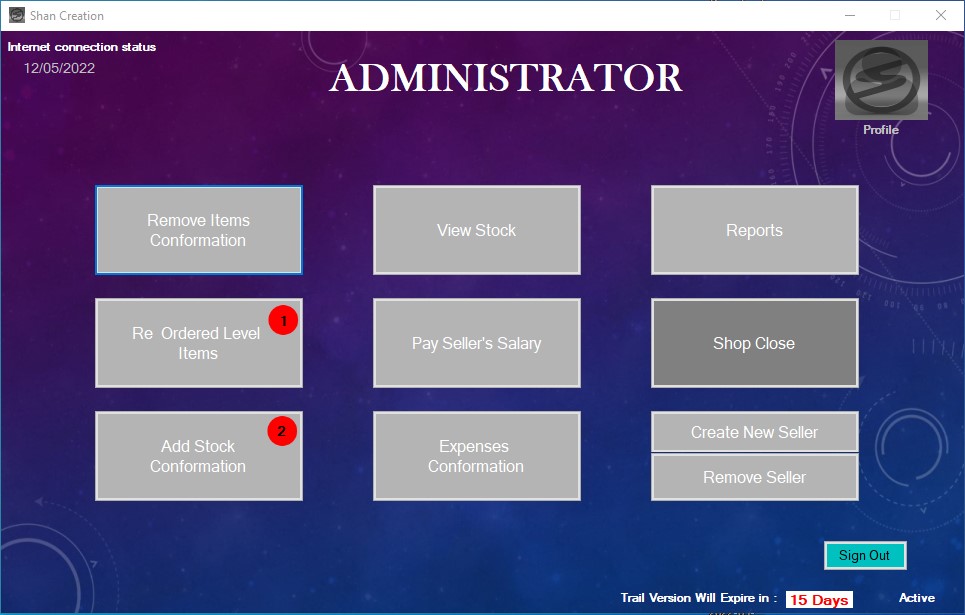 Shan Creation
Internet connection status
12/05/2022
ADMINISTRATOR
Profile
Remove Items
Conformation
View Stock
Reports
Re Ordered Level
Items
1
Pay Seller's Salary
Shop Close
Add Stock
Conformation
2
Expenses
Conformation
Create New Seller
Remove Seller
Sign Out
Trail Version Will Expire in :
15 Days
Active